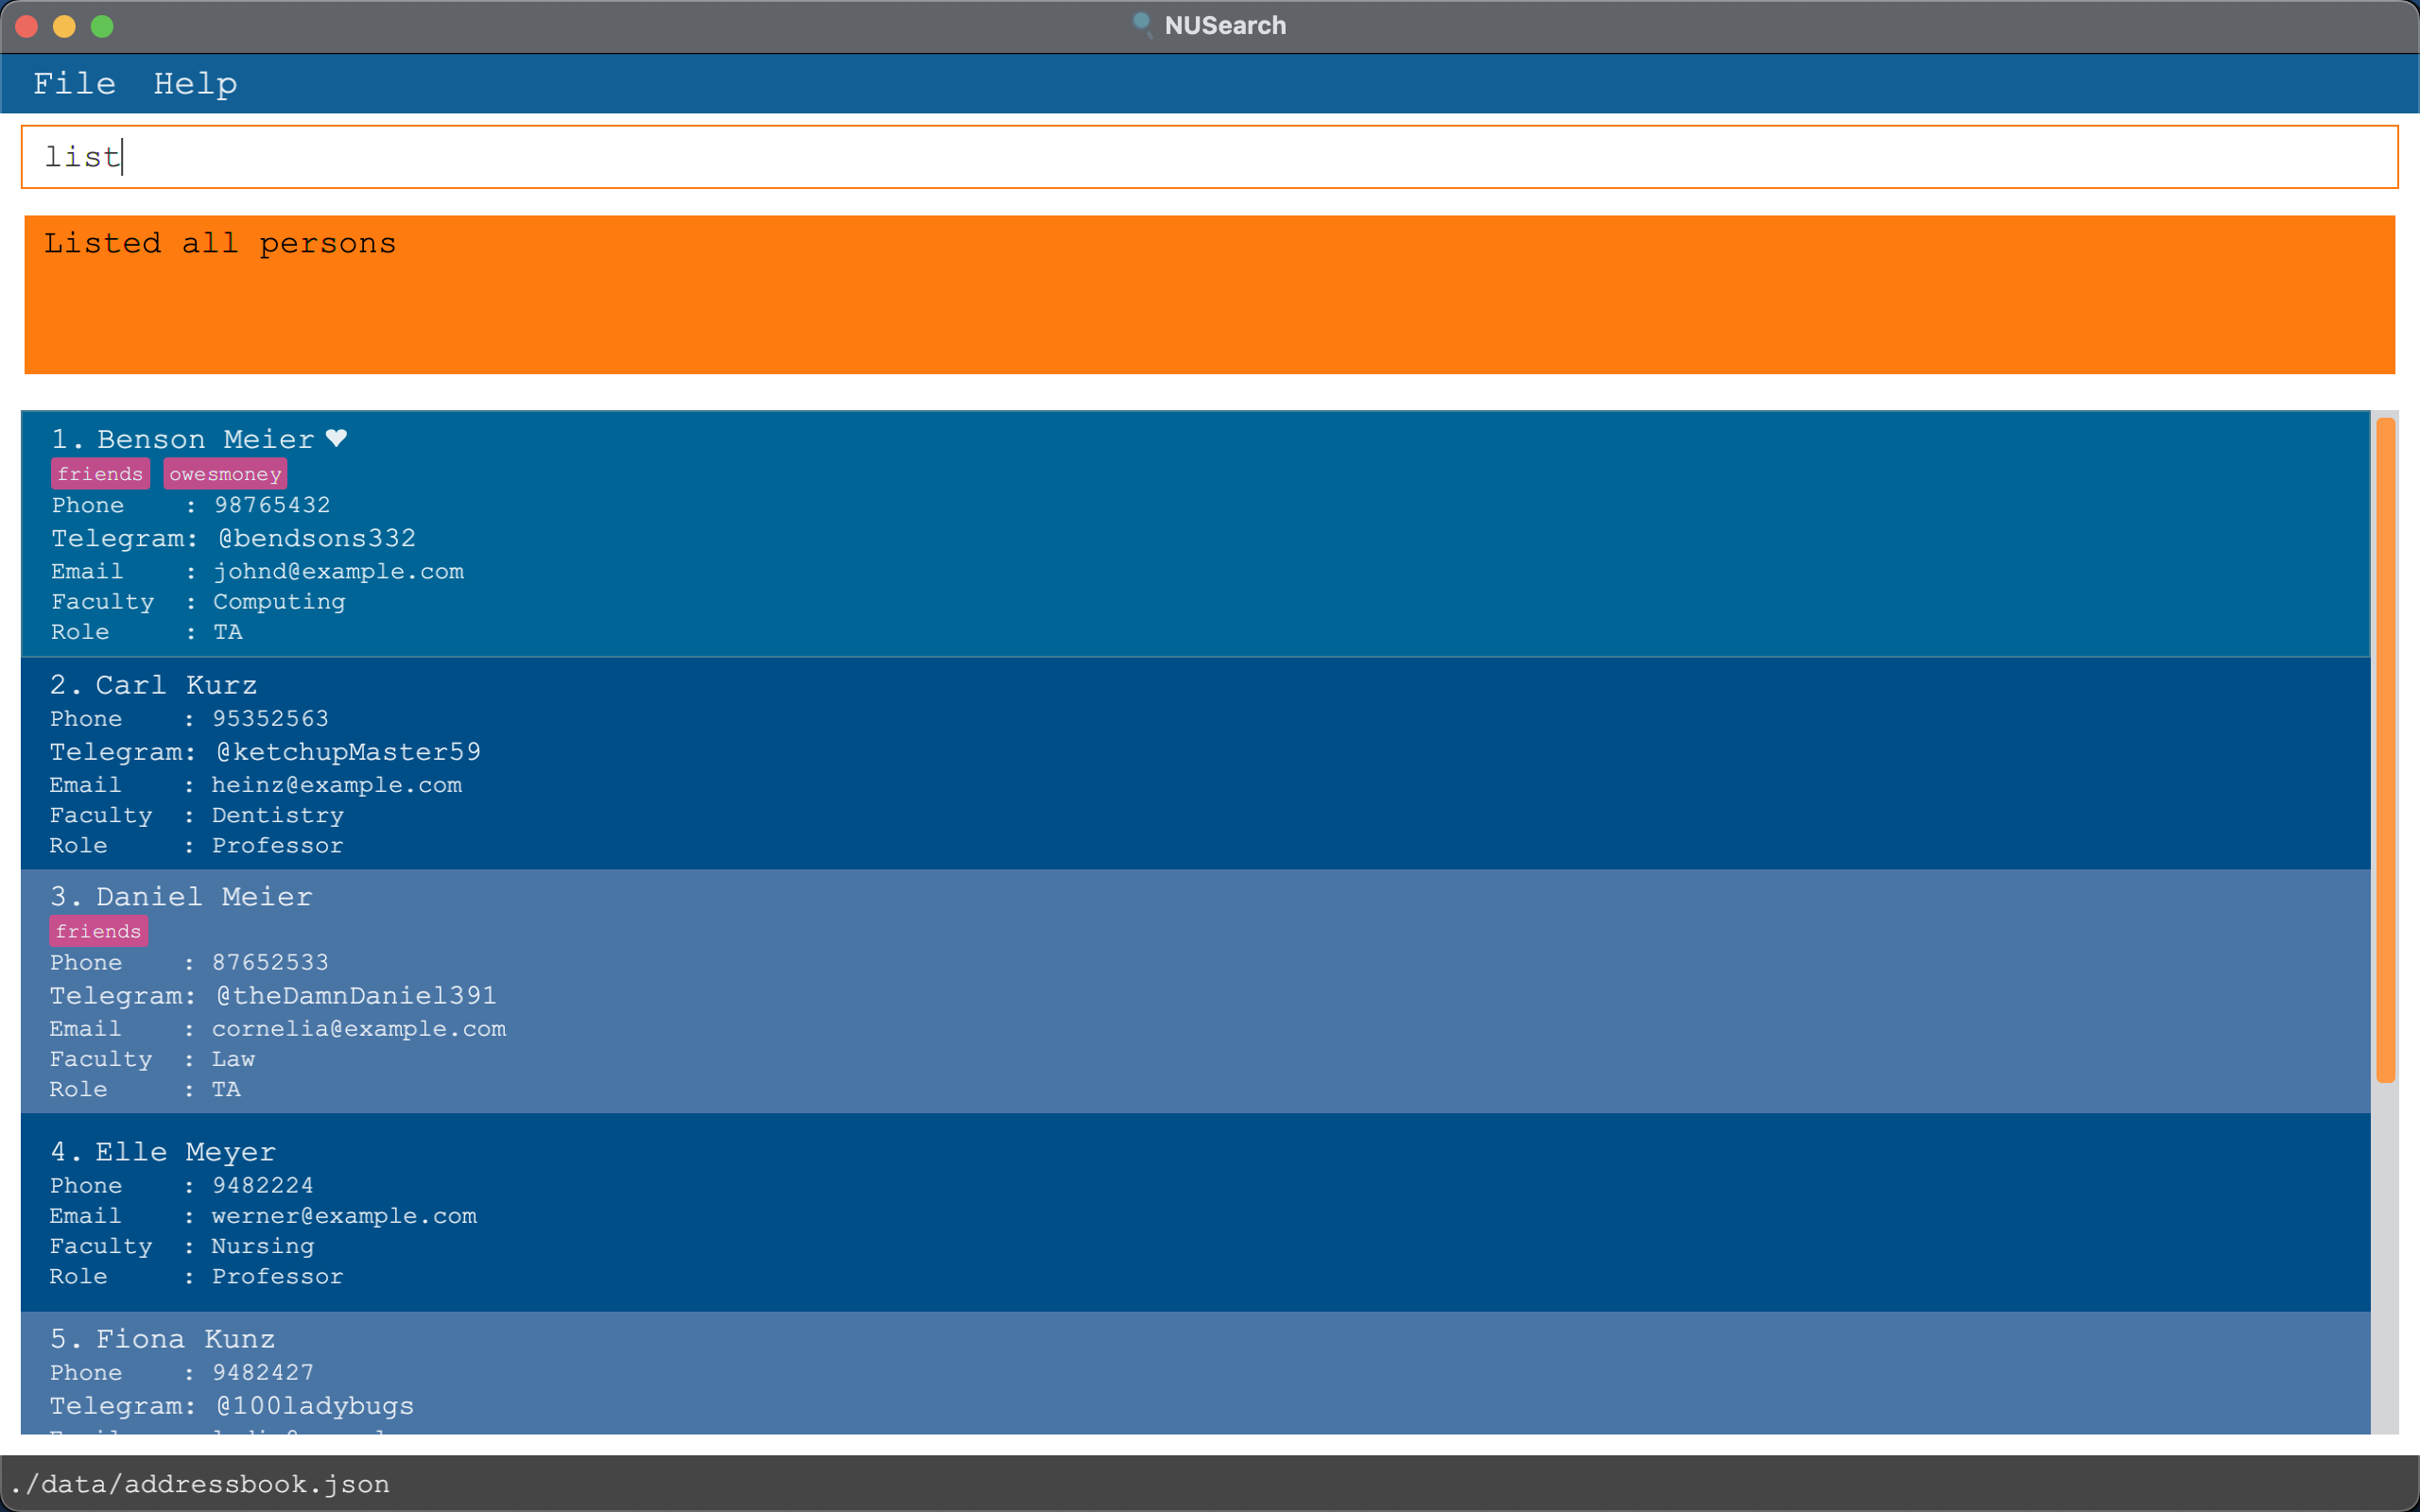 NUSearch
File Help
list
Listed all persons
1. Benson Meier ♥
friends owesmoney
Phone : 98765432
Telegram: @bendsons332
Email : johnd@example.com
Faculty : Computing
Role : TA
2. Carl Kurz
Phone : 95352563
Telegram: @ketchupMaster59
Email : heinz@example.com
Faculty : Dentistry
Role : Professor
3. Daniel Meier
friends
Phone : 87652533
Telegram: @theDamnDaniel391
Email : cornelia@example.com
Faculty : Law
Role : TA
4. Elle Meyer
Phone : 9482224
Email : werner@example.com
Faculty : Nursing
Role : Professor
5. Fiona Kunz
Phone : 9482427
Telegram: @100ladybugs
./data/addressbook.json